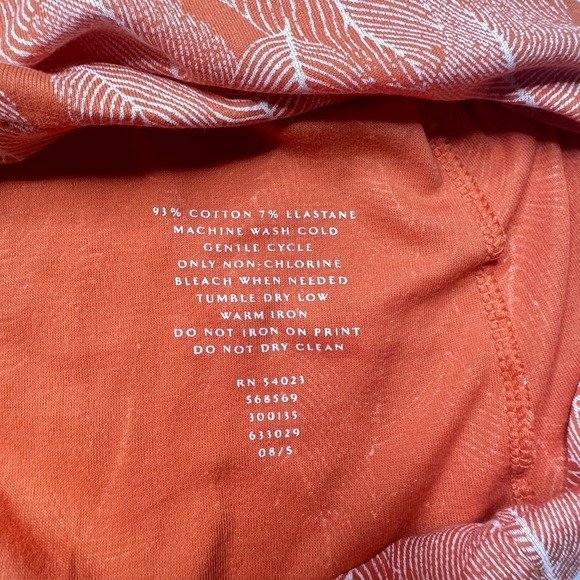 93% COTTON 7% ELASTANE
MACHINE WASH COLD
GENTLE CYCLE
ONLY NON-CHLORINE
BLEACH WHEN NEEDED
TUMBLE DRY LOW
WARM IRON
DO NOT IRON ON PRINT
DO NOT DRY CLEAN
RN 54023
568569
300135
633029
08/S